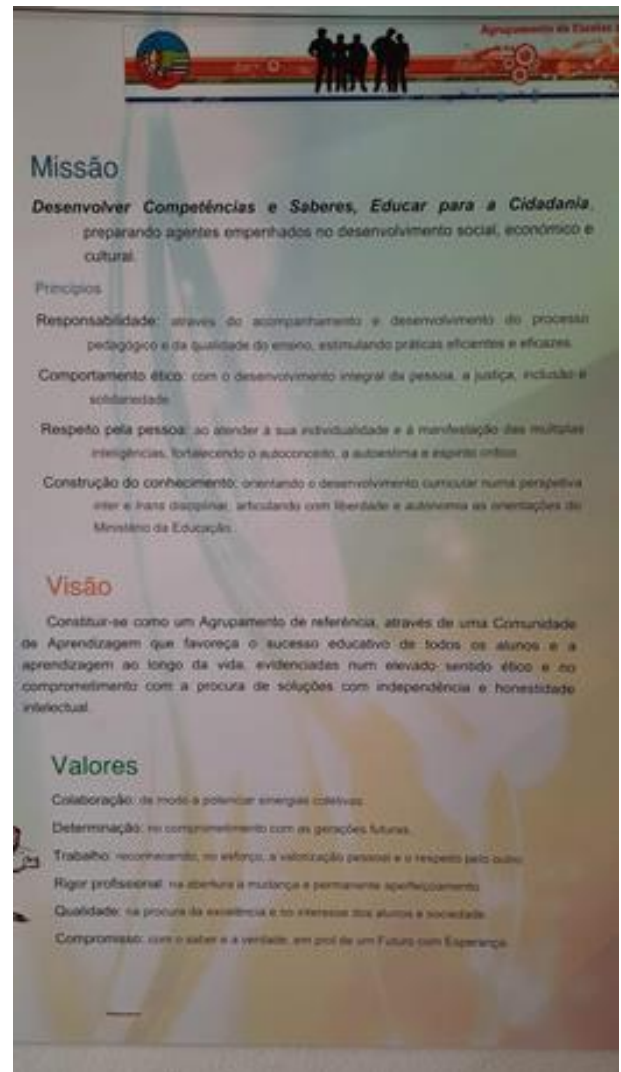 Agrupamento de Escolas
Missão
Desenvolver Competências e Saberes, Educar para a Cidadania,
preparando agentes empenhados no desenvolvimento social, económico e
cultural.
Princípios
Responsabilidade: através do acompanhamento e desenvolvimento do processo
pedagógico e da qualidade do ensino, estimulando práticas eficientes e eficazes.
Comportamento ético: com o desenvolvimento integral da pessoa, a justiça, inclusão e
solidariedade.
Respeito pela pessoa: ao atender à sua individualidade e à manifestação das múltiplas
inteligências, fortalecendo o autoconceito, a autoestima e espírito crítico.
Construção do conhecimento: orientando o desenvolvimento curricular numa perspetiva
inter e trans disciplinar, articulando com liberdade e autonomia as orientações do
Ministério da Educação.
Visão
Constituir-se como um Agrupamento de referência, através de uma Comunidade
de Aprendizagem que favoreça o sucesso educativo de todos os alunos e a
aprendizagem ao longo da vida, evidenciadas num elevado sentido ético e no
comprometimento com a procura de soluções com independência e honestidade
intelectual.
Valores
Colaboração: de modo a potenciar sinergias coletivas.
Determinação: no comprometimento com as gerações futuras.
Trabalho: reconhecendo, no esforço, a valorização pessoal e o respeito pelo outro.
Rigor profissional: na abertura à mudança e permanente aperfeiçoamento.
Qualidade: na procura da excelência e no interesse dos alunos e sociedade.
Compromisso: com o saber e a verdade, em prol de um Futuro com Esperança.